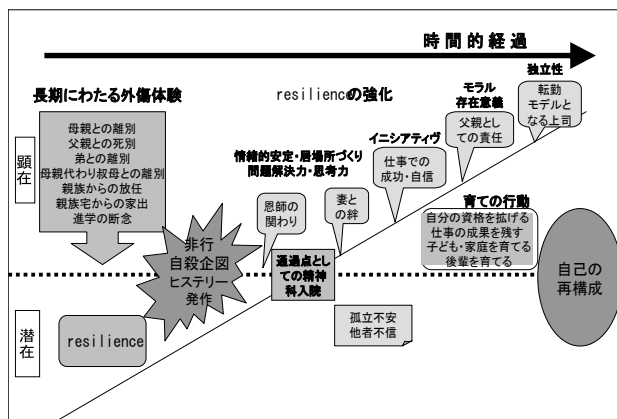 時間的経過
長期にわたる外傷体験
母親との離別
父親との死別
弟との離別
母親代わり叔母との離別
親族からの放任
親族宅からの家出
進学の断念
顕在
潜在
resilience
非行
自殺企図
ヒステリー
発作
resilienceの強化
情緒的安定・居場所づくり
問題解決力・思考力
恩師の
関わり
妻と
の絆
通過点とし
ての精神
科入院
孤立不安
他者不信
イニシアティヴ
仕事での
成功・自信
モラル
存在意義
父親とし
ての責任
独立性
転勤
モデルと
なる上司
育ての行動
自分の資格を拡げる
仕事の成果を残す
子ども・家庭を育てる
後輩を育てる
自己の
再構成